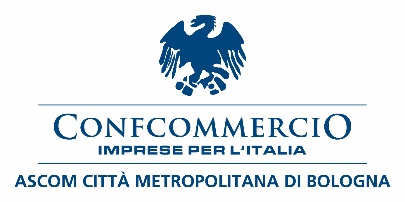 CONFCOMMERCIO
IMPRESE PER L'ITALIA
ASCOM CITTÀ METROPOLITANA DI BOLOGNA